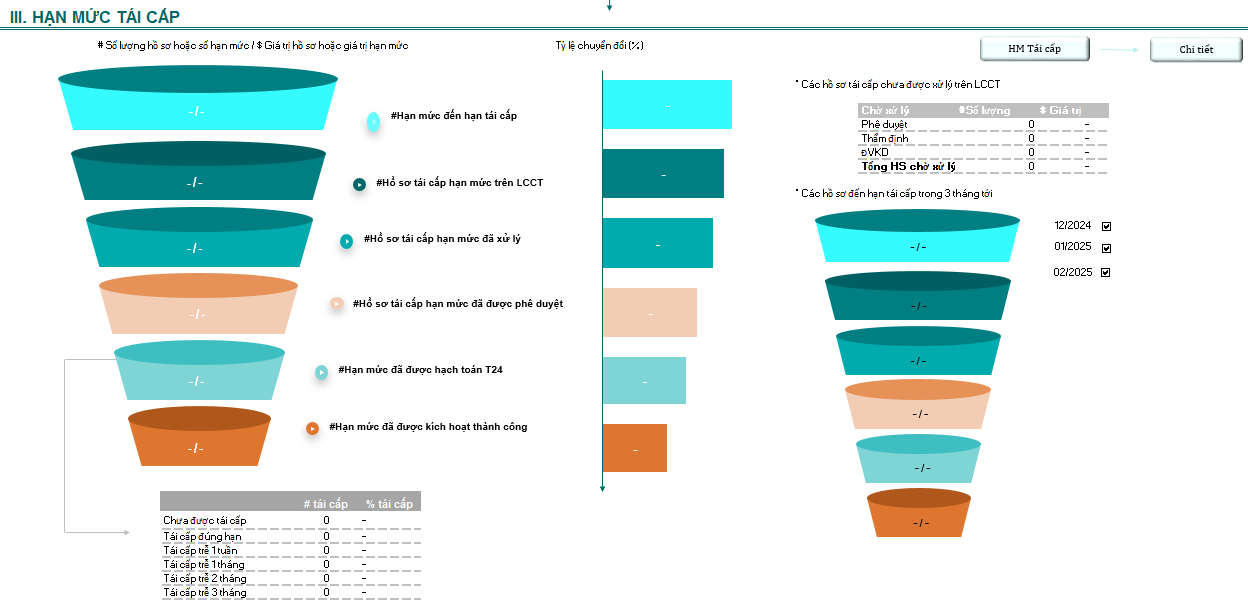 III. HẠN MỨC TÁI CẤP
# Số lượng hồ sơ hoặc số hạn mức / $ Giá trị hồ sơ hoặc giá trị hạn mức
Tỷ lệ chuyển đổi (%)
HM Tái cấp
Chi tiết
-/-
#Hạn mức đến hạn tái cấp
-
-/-
#Hồ sơ tái cấp hạn mức trên LCCT
-
-/-
#Hồ sơ tái cấp hạn mức đã xử lý
-
-/-
#Hồ sơ tái cấp hạn mức đã được phê duyệt
-
-/-
#Hạn mức đã được hạch toán T24
-
-/-
#Hạn mức đã được kích hoạt thành công
-
# tái cấp % tái cấp
Chưa được tái cấp 0 -
Tái cấp đúng hạn 0 -
Tái cấp trễ 1 tuần 0 -
Tái cấp trễ 1 tháng 0 -
Tái cấp trễ 2 tháng 0 -
Tái cấp trễ 3 tháng 0 -
* Các hồ sơ tái cấp chưa được xử lý trên LCCT
Chờ xử lý #Số lượng $ Giá trị
Phê duyệt 0 -
Thẩm định 0 -
ĐVKD 0 -
Tổng HS chờ xử lý 0 -
* Các hồ sơ đến hạn tái cấp trong 3 tháng tới
12/2024
01/2025
02/2025
-/-
-/-
-/-
-/-
-/-
-/-